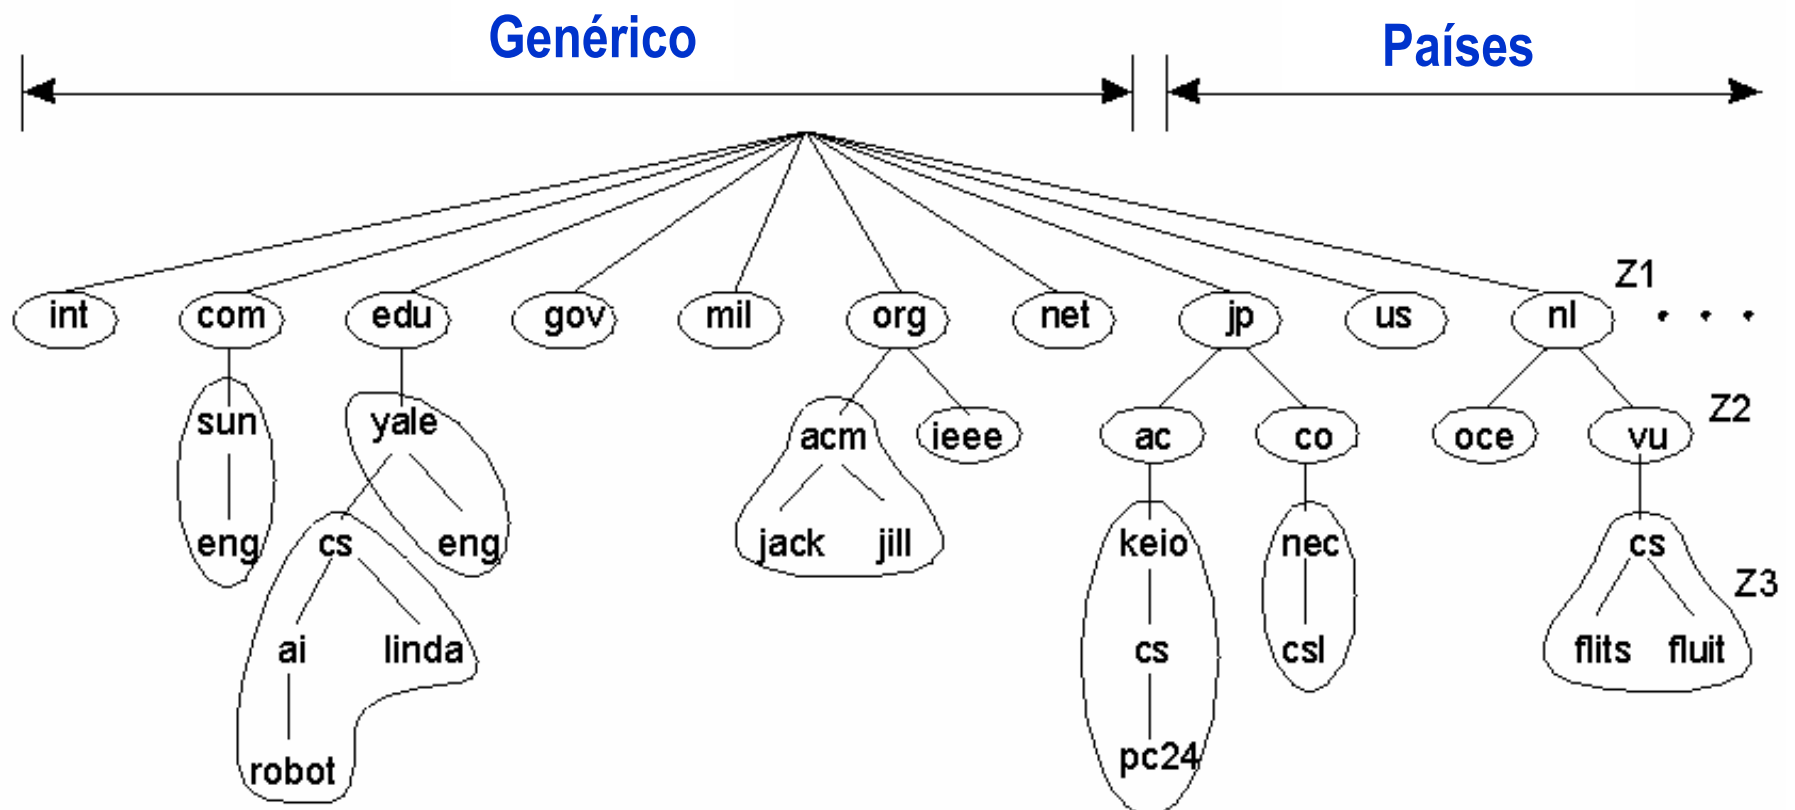 Genérico Países
Z1
int com edu gov mil org net jp us nl . . .
Z2
sun yale acm ieee ac co oce vu
eng cs eng jack jill keio nec cs
Z3
ai linda cs csl flits fluit
robot pc24